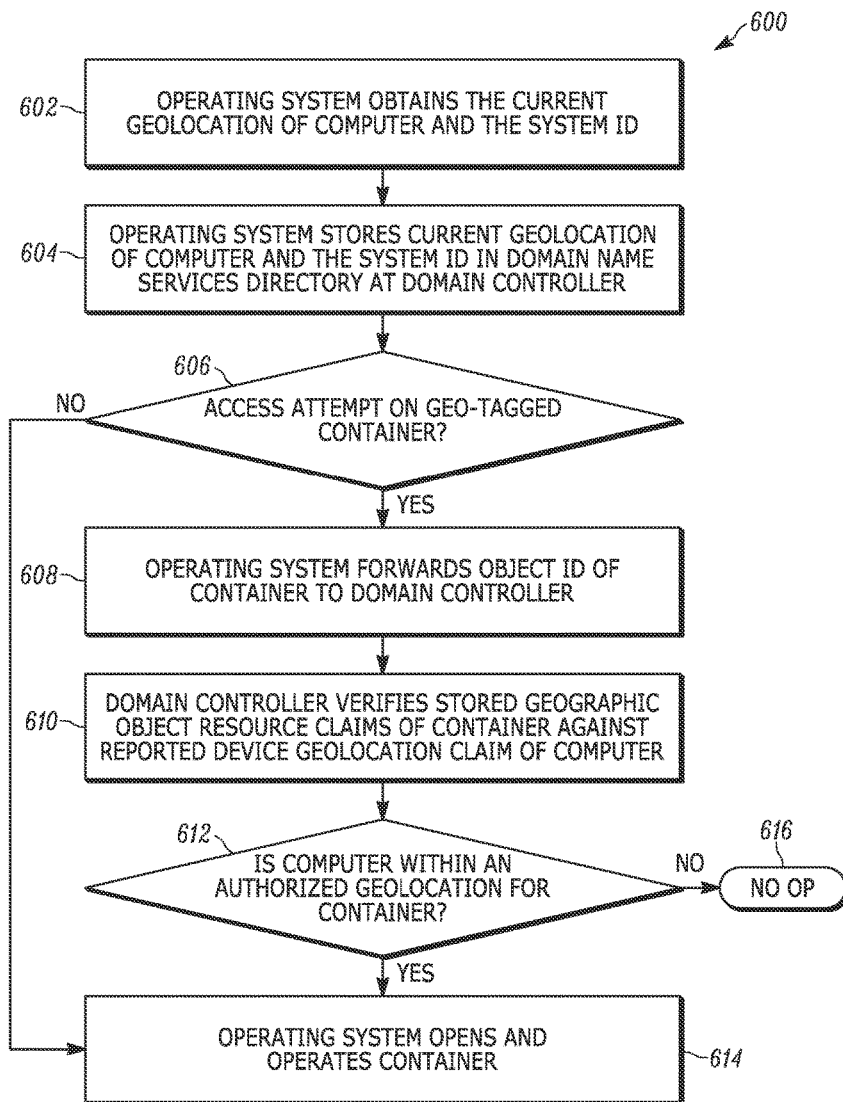 600
602
OPERATING SYSTEM OBTAINS THE CURRENT
GEOLOCATION OF COMPUTER AND THE SYSTEM ID
604
OPERATING SYSTEM STORES CURRENT GEOLOCATION
OF COMPUTER AND THE SYSTEM ID IN DOMAIN NAME
SERVICES DIRECTORY AT DOMAIN CONTROLLER
606
NO
ACCESS ATTEMPT ON GEO-TAGGED
CONTAINER?
YES
608
OPERATING SYSTEM FORWARDS OBJECT ID OF
CONTAINER TO DOMAIN CONTROLLER
610
DOMAIN CONTROLLER VERIFIES STORED GEOGRAPHIC
OBJECT RESOURCE CLAIMS OF CONTAINER AGAINST
REPORTED DEVICE GEOLOCATION CLAIM OF COMPUTER
612
IS COMPUTER WITHIN AN
AUTHORIZED GEOLOCATION FOR
CONTAINER?
NO
616
NO OP
YES
OPERATING SYSTEM OPENS AND
OPERATES CONTAINER
614